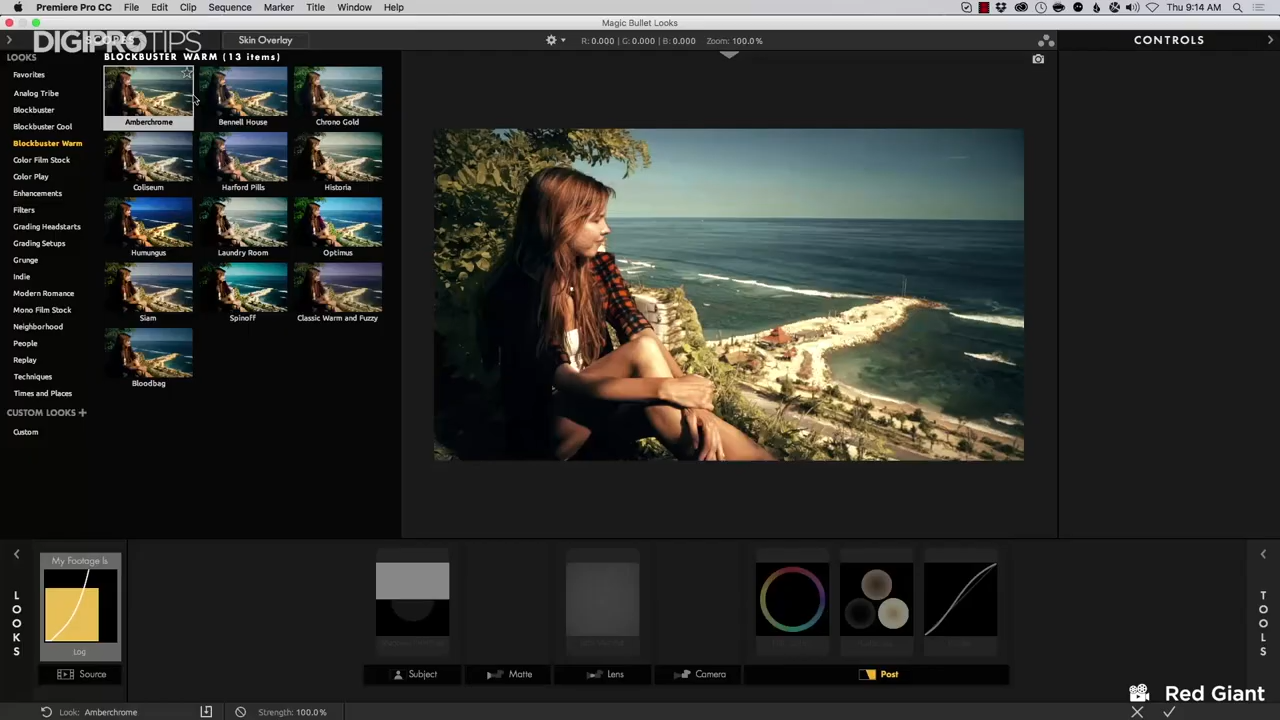 Premiere Pro CC File Edit Clip Sequence Marker Title Window Help Thu 9:14 AM
Magic Bullet Looks
DIGIPROTIPS Skin Overlay R: 0.000 | G: 0.000 | B: 0.000 Zoom: 100.0% CONTROLS
LOOKS
BLOCKBUSTER WARM (13 items)
Favorites
Analog Tribe
Blockbuster
Blockbuster Cool
Blockbuster Warm
Color Film Stock
Color Play
Enhancements
Filters
Grading Headstarts
Grading Setups
Grunge
Indie
Modern Romance
Mono Film Stock
Neighborhood
People
Replay
Techniques
Times and Places
CUSTOM LOOKS +
Custom
Amberchrome Bennell House Chrono Gold
Coliseum Harford Pills Historia
Humungus Laundry Room Optimus
Siam Spinoff Classic Warm and Fuzzy
Bloodbag
LOOKS
My Footage Is
Log
Source
Subject Matte Lens Camera Post
TOOLS
Look: Amberchrome Strength: 100.0%
Red Giant